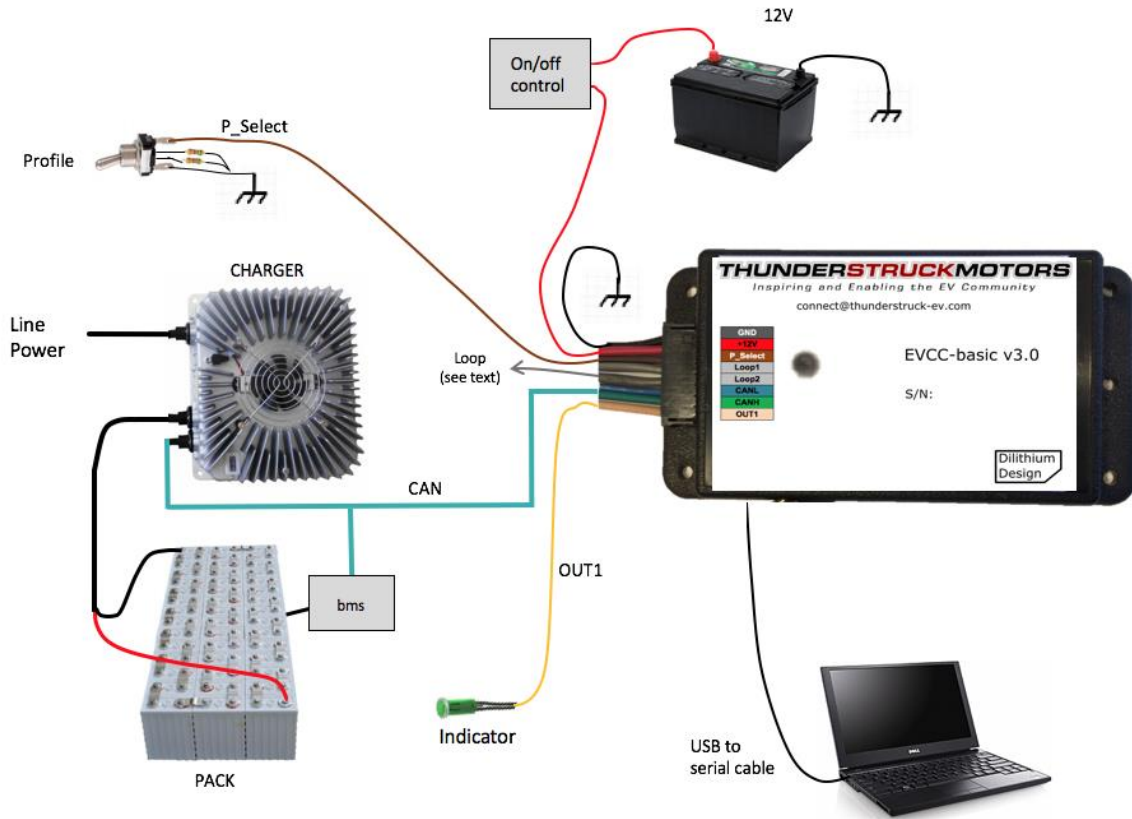 12V
On/off
control
P_Select
Profile
CHARGER
Line
Power
Loop
(see text)
THUNDERSTRUCKMOTORS
Inspiring and Enabling the EV Community
connect@thunderstruck-ev.com
GND
+12V
P_Select
Loop1
Loop2
CANL
CANH
OUT1
EVCC-basic v3.0
S/N:
Dilithium
Design
CAN
OUT1
bms
Indicator
PACK
USB to
serial cable
DELL